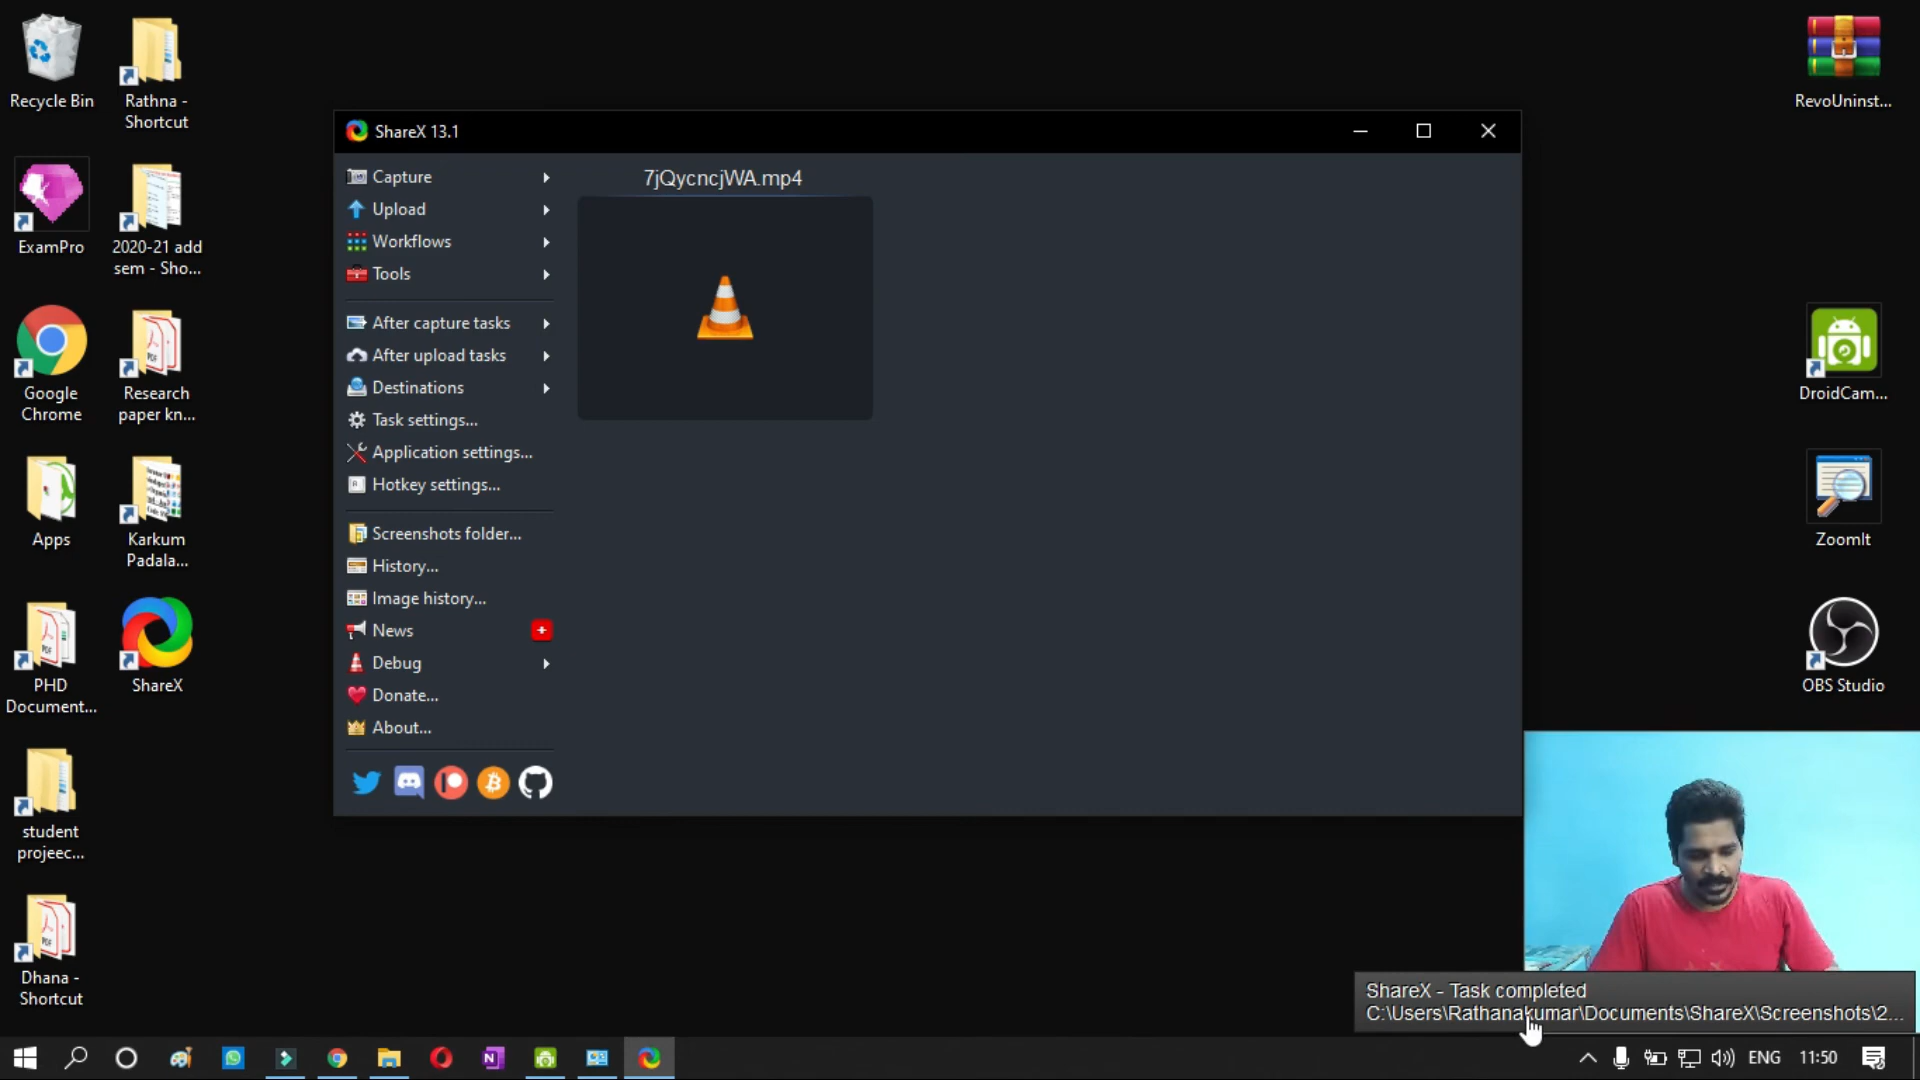 Recycle Bin
Rathna -
Shortcut
ExamPro
2020-21 add
sem - Sho...
Google
Chrome
Research
paper kn...
Apps
Karkum
Padala...
PHD
Document...
ShareX
student
projeec...
Dhana -
Shortcut
ShareX 13.1
Capture
Upload
Workflows
Tools
After capture tasks
After upload tasks
Destinations
Task settings...
Application settings...
Hotkey settings...
Screenshots folder...
History...
Image history...
News
Debug
Donate...
About...
7jQycncjWA.mp4
RevoUninst...
DroidCam...
ZoomIt
OBS Studio
ShareX - Task completed
C:\Users\Rathanakumar\Documents\ShareX\Screenshots\2...
ENG
11:50